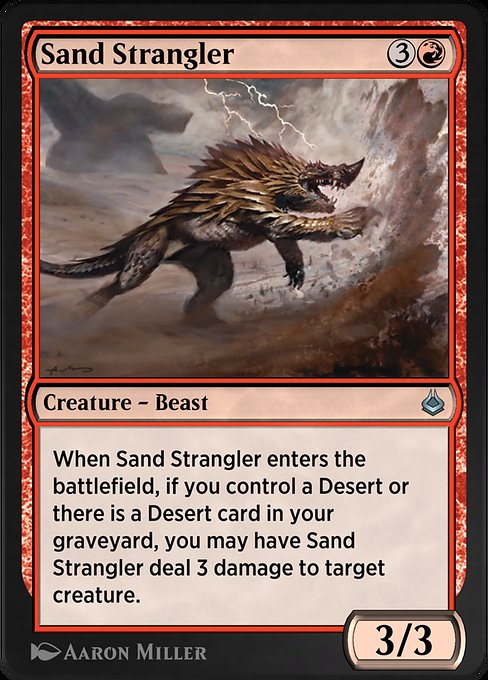 Sand Strangler 3
Creature – Beast
When Sand Strangler enters the
battlefield, if you control a Desert or
there is a Desert card in your
graveyard, you may have Sand
Strangler deal 3 damage to target
creature.
3/3
Aaron Miller